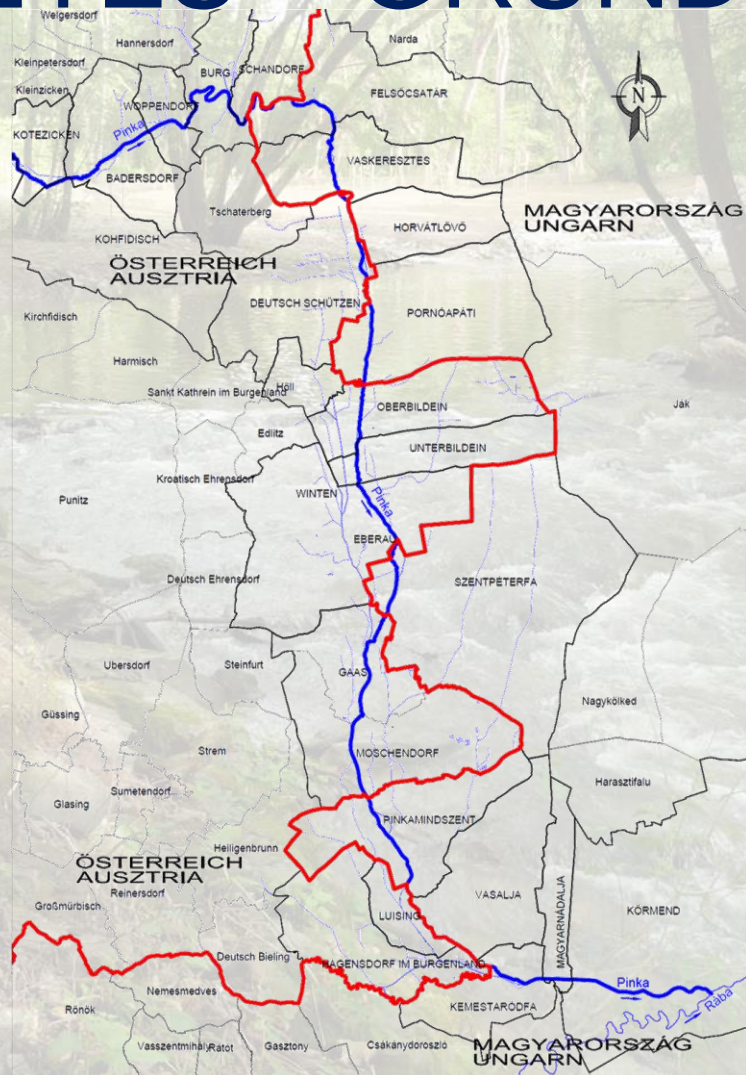 Welgersdorf
Hannersdorf
Narda
Kleinpetersdorf
BURG
SCHANDORF
FELSÖCSATÁR
Kleinzicken
WOPPENDORF
N
KOTEZICKEN
Pinka
VASKERESZTES
BADERSDORF
Tschaterberg
MAGYARORSZÁG
UNGARN
HORVÁTLÖVŐ
KOHFIDISCH
ÖSTERREICH
AUSZTRIA
DEUTSCH SCHÜTZEN
PORNÓAPÁTI
Kirchfidisch
Harmisch
Sankt Kathrein im Burgenland
Höll
OBERBILDEIN
Ják
Edlitz
UNTERBILDEIN
Kroatisch Ehrensdorf
WINTEN
Pinka
Punitz
EBERAU
Deutsch Ehrensdorf
SZENTPÉTERFA
Steinfurt
Ubersdorf
GAAS
Nagykölked
Güssing
Strem
MOSCHENDORF
Harasztifalu
Sumetendorf
Glasing
PINKAMINDSZENT
Heiligenbrunn
ÖSTERREICH
AUSZTRIA
Reinersdorf
VASALJA
Großmürbisch
MAGYARNÁDALJA
KÖRMEND
LUISING
Deutsch Bieling
HAGENSDORF IM BURGENLAND
Nemesmedves
Pinka
Rába
Rönök
KEMESTARÓDFA
MAGYARORSZÁG
UNGARN
Vasszentmihály
Rátot
Gasztony
Csákánydoroszló